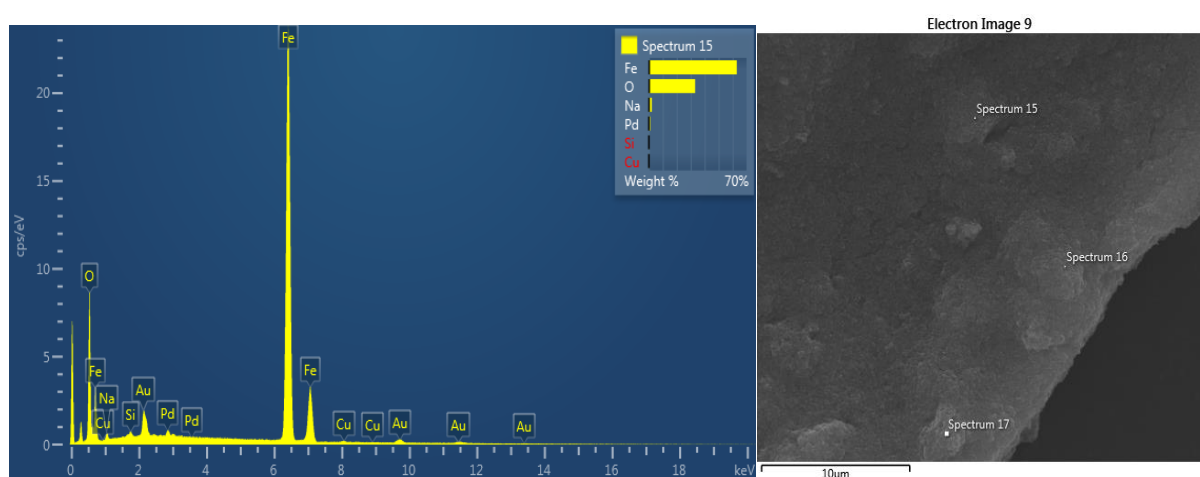 Electron Image 9
Spectrum 15
Fe
O
Na
Pd
Si
Cu
Weight %
70%
cps/eV
20
15
10
5
0
Fe
O
Fe
Na
Cu
Si
Au
Pd
Pd
Fe
Cu
Cu
Au
Au
Au
0
2
4
6
8
10
12
14
16
18
keV
Spectrum 15
Spectrum 16
Spectrum 17
10μm